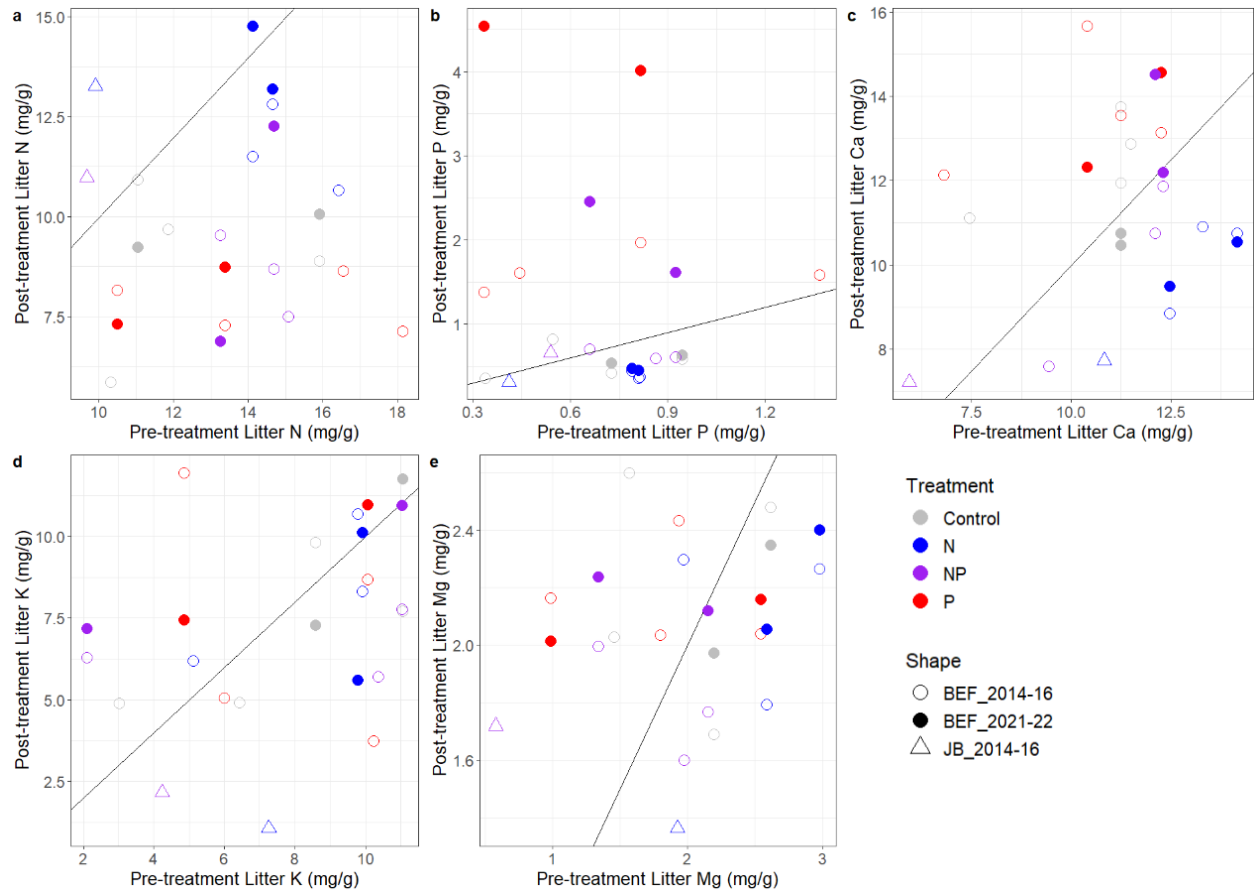 a
15.0
12.5
10.0
7.5
10 12 14 16 18
Post-treatment Litter N (mg/g)
Pre-treatment Litter N (mg/g)
b
4
3
2
1
0.3 0.6 0.9 1.2
Post-treatment Litter P (mg/g)
Pre-treatment Litter P (mg/g)
c
16
14
12
10
8
7.5 10.0 12.5
Post-treatment Litter Ca (mg/g)
Pre-treatment Litter Ca (mg/g)
d
10.0
7.5
5.0
2.5
2 4 6 8 10
Post-treatment Litter K (mg/g)
Pre-treatment Litter K (mg/g)
e
2.4
2.0
1.6
1 2 3
Post-treatment Litter Mg (mg/g)
Pre-treatment Litter Mg (mg/g)
Treatment
Control
N
NP
P
Shape
BEF_2014-16
BEF_2021-22
JB_2014-16